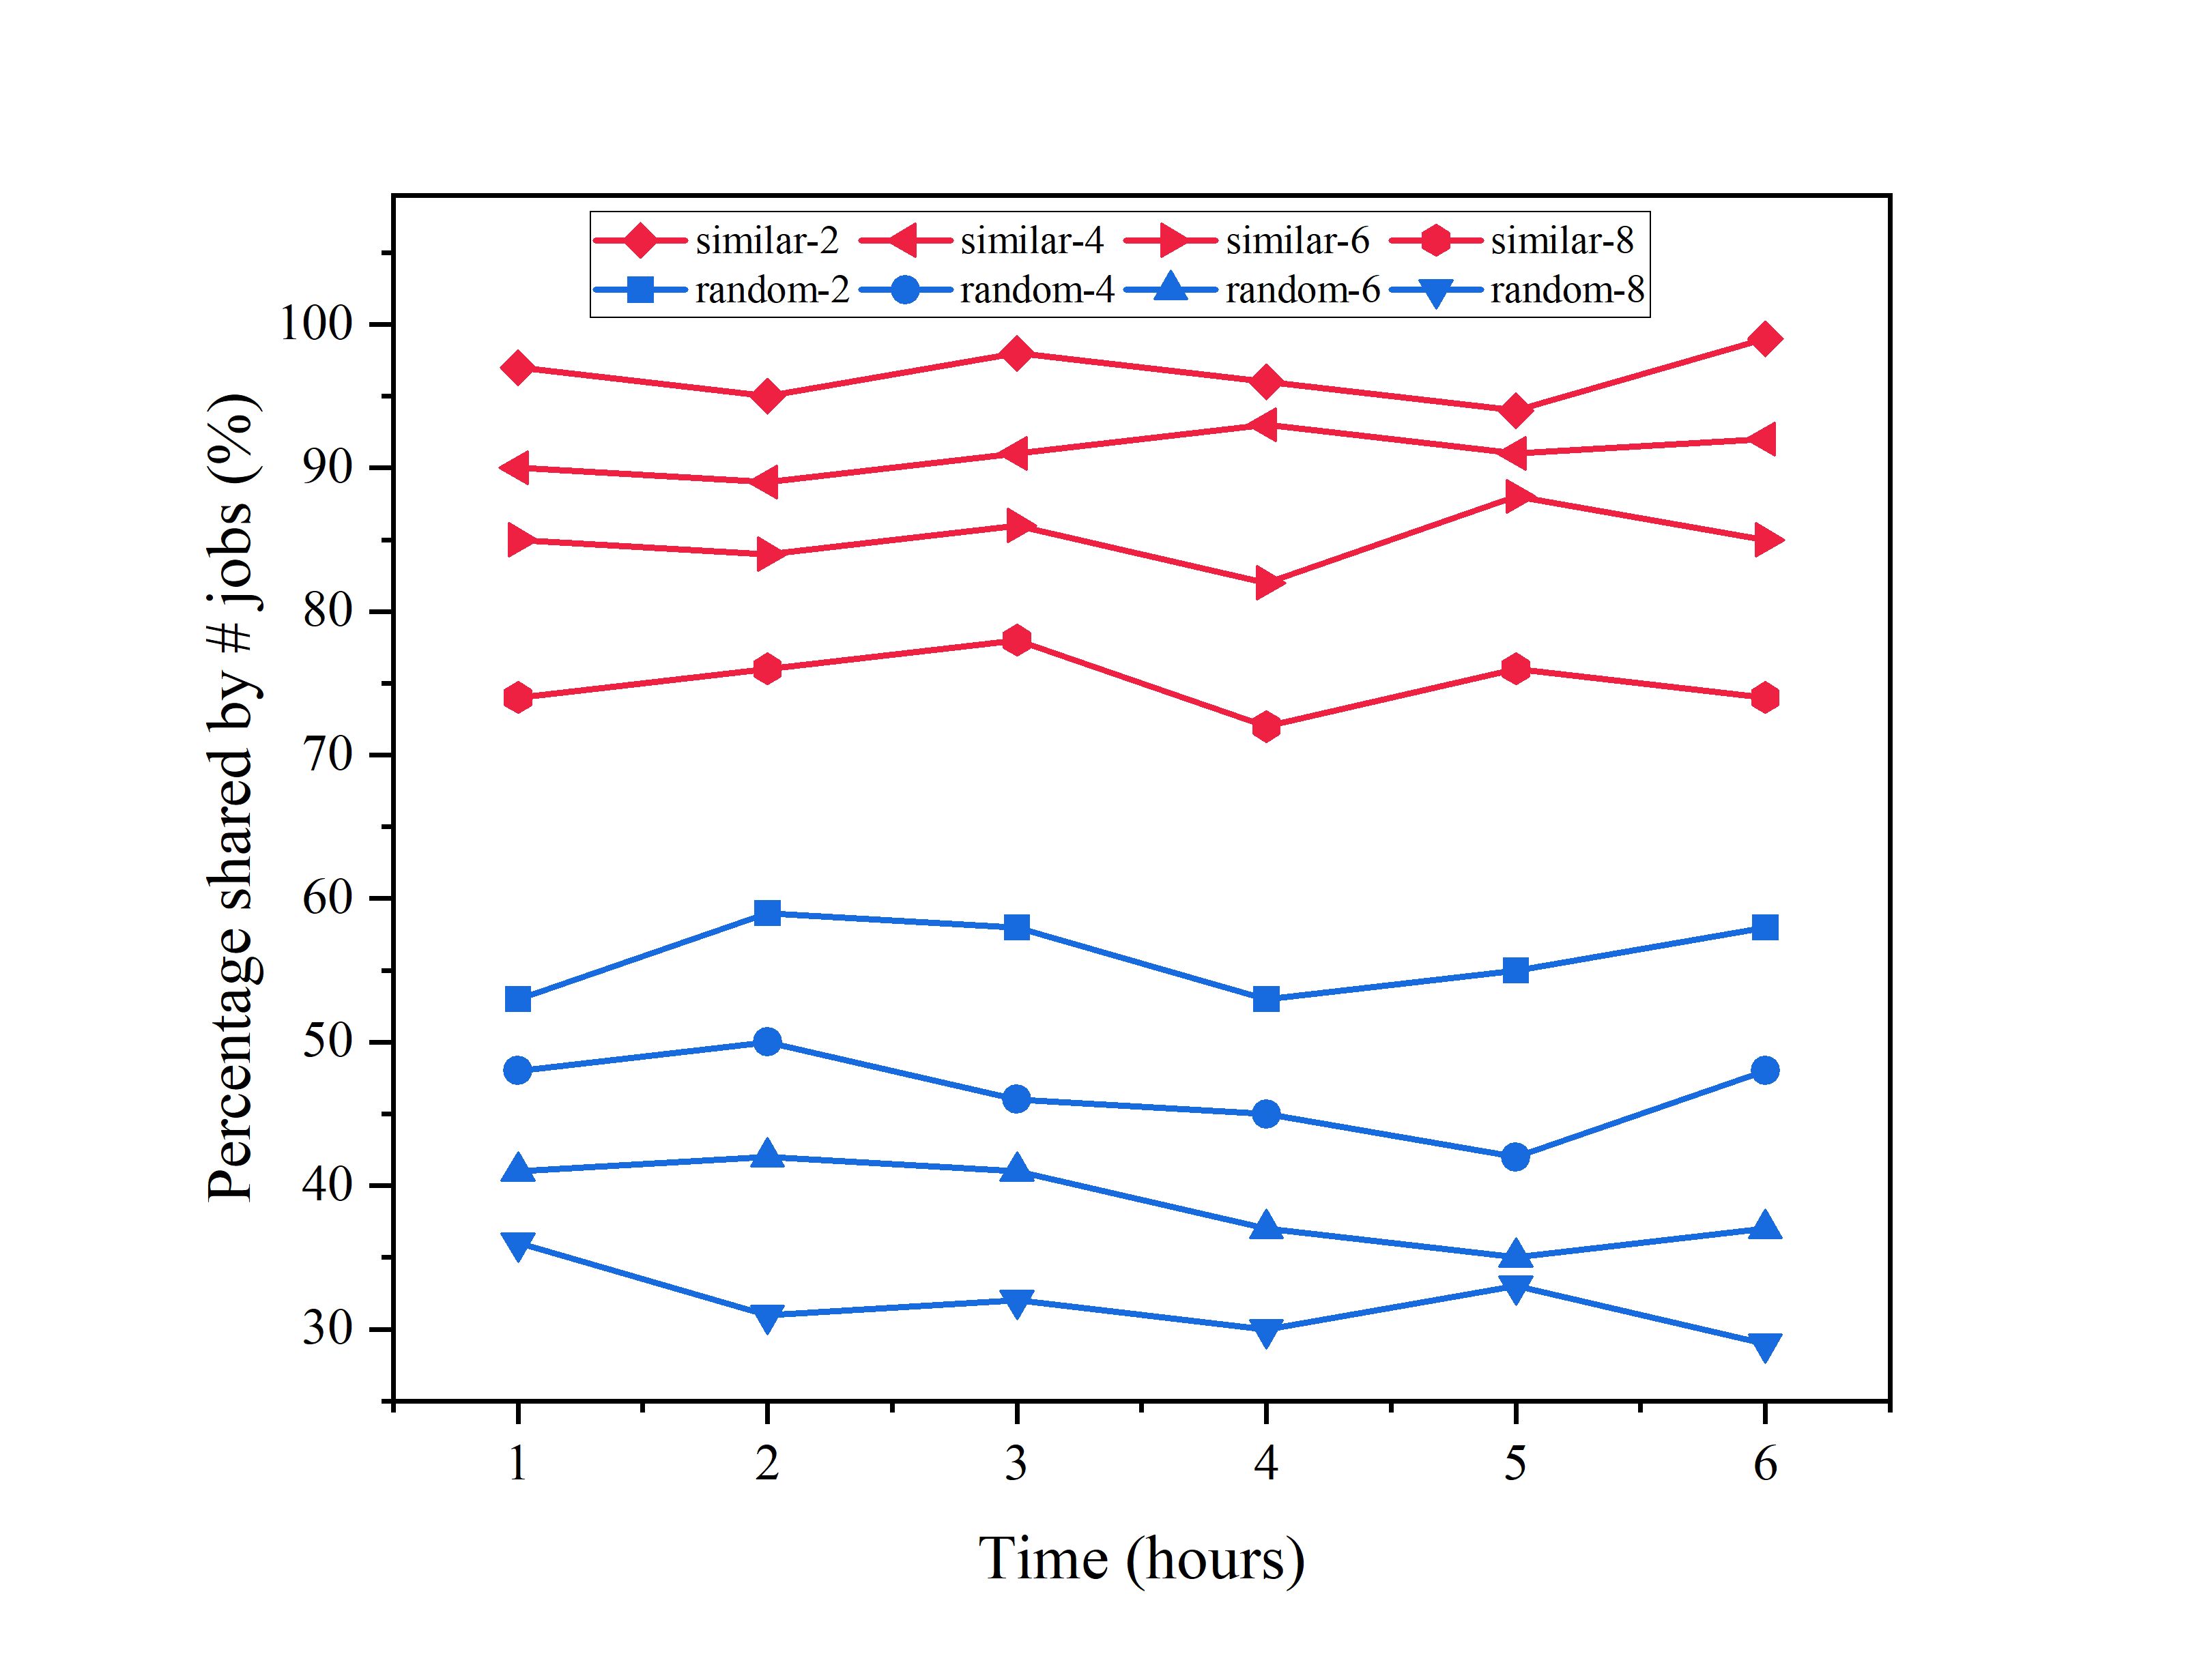 similar-2 similar-4 similar-6 similar-8
random-2 random-4 random-6 random-8
100
90
80
70
60
50
40
30
Percentage shared by # jobs (%)
1 2 3 4 5 6
Time (hours)